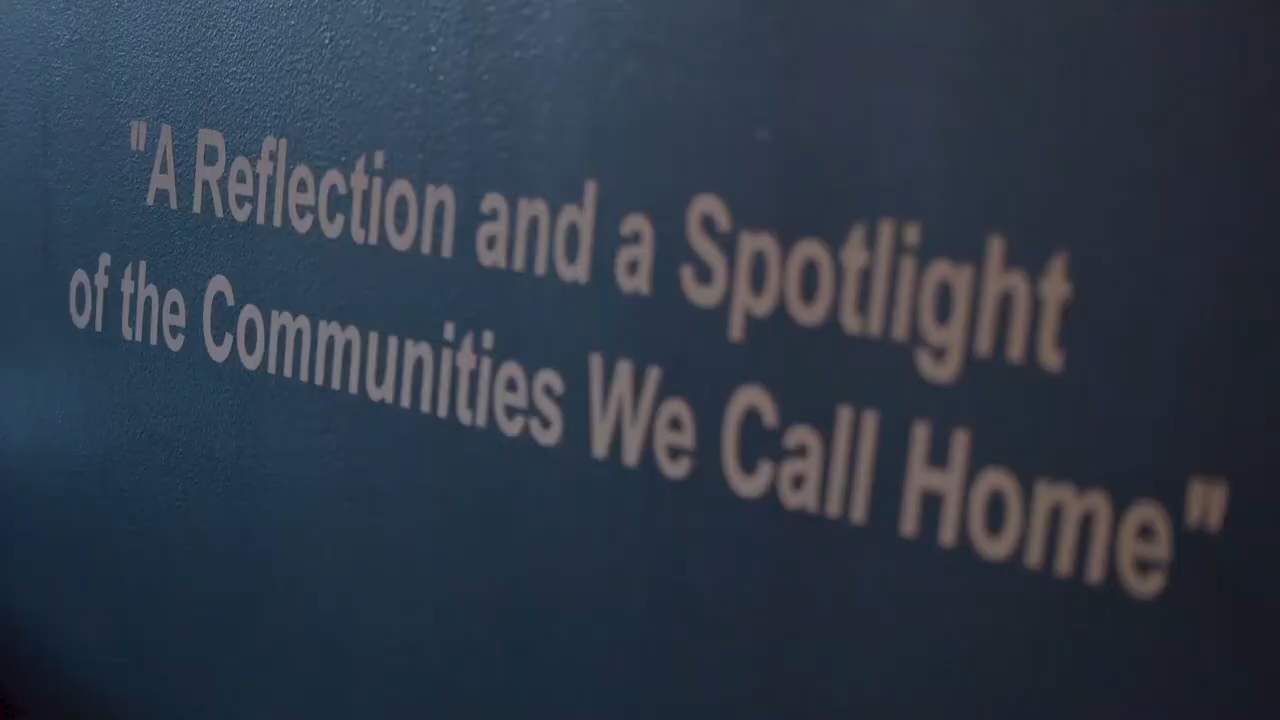 "A Reflection and a Spotlight
of the Communities We Call Home"